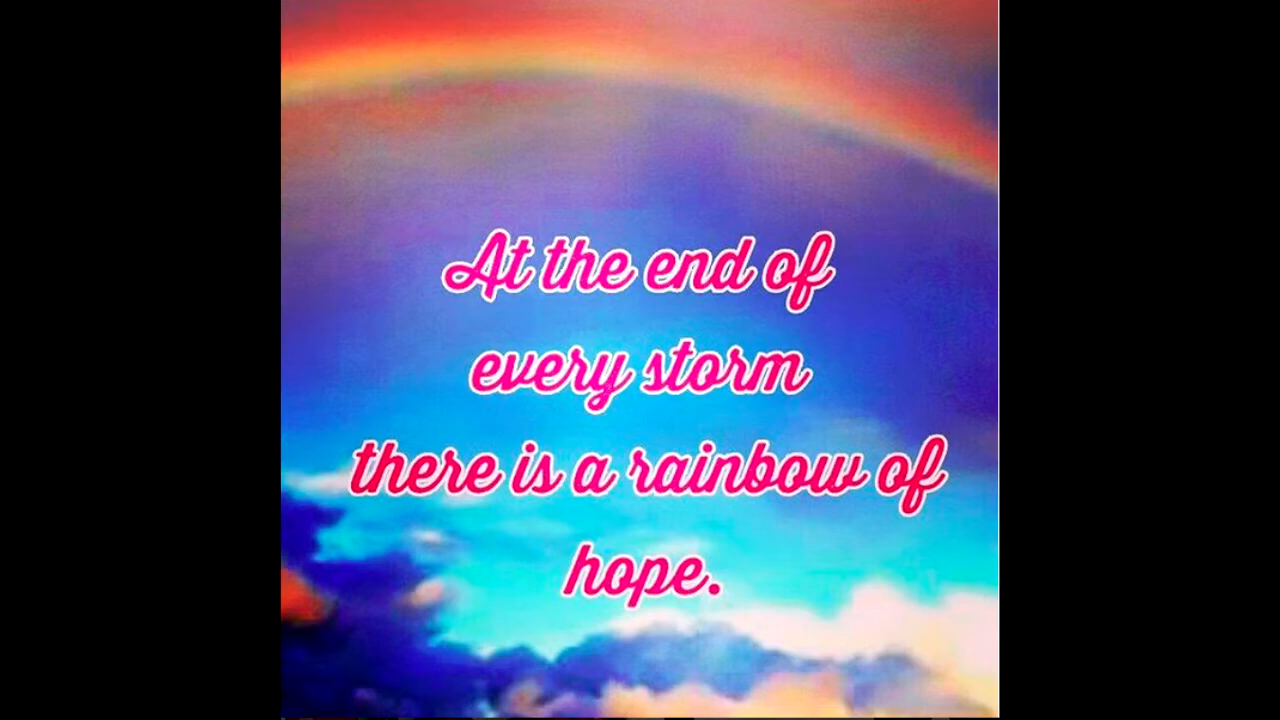 At the end of
every storm
there is a rainbow of
hope.